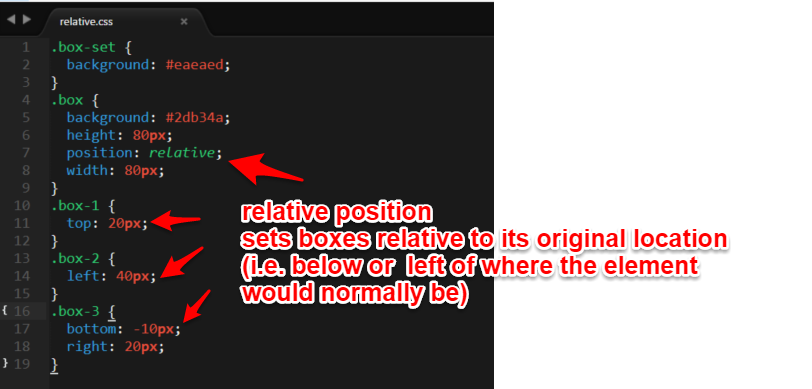 relative.css ×
1 .box-set {
2 background: #eaeaed;
3 }
4 .box {
5 background: #2db34a;
6 height: 80px;
7 position: relative;
8 width: 80px;
9 }
10 .box-1 {
11 top: 20px;
12 }
13 .box-2 {
14 left: 40px;
15 }
{ 16 .box-3 {
17 bottom: -10px;
18 right: 20px;
} 19 }
relative position
sets boxes relative to its original location
(i.e. below or left of where the element
would normally be)